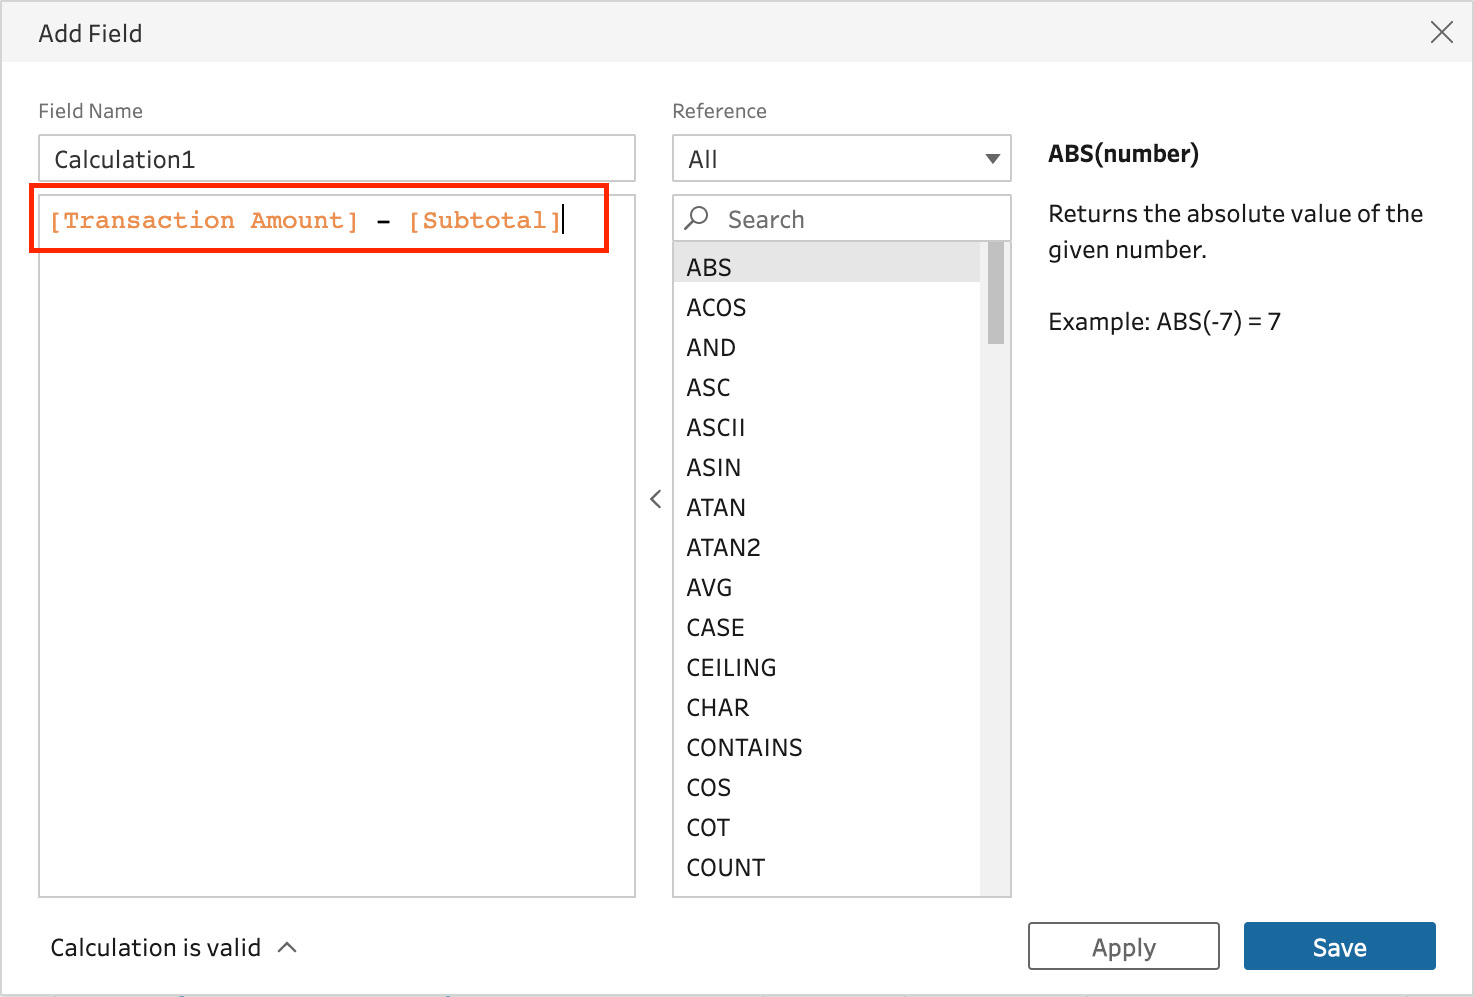 Add Field
Field Name
Calculation1
[Transaction Amount] - [Subtotal]
Reference
All
Search
ABS
ACOS
AND
ASC
ASCII
ASIN
ATAN
ATAN2
AVG
CASE
CEILING
CHAR
CONTAINS
COS
COT
COUNT
ABS(number)
Returns the absolute value of the
given number.
Example: ABS(-7) = 7
Calculation is valid
Apply
Save